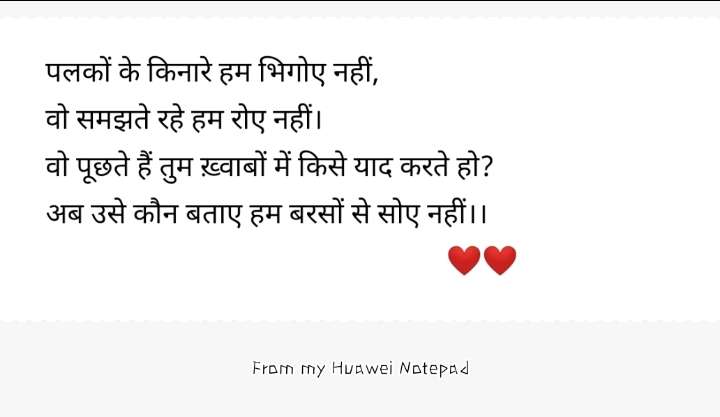 पलकों के किनारे हम भिगोए नहीं,
वो समझते रहे हम रोए नहीं।
वो पूछते हैं तुम ख़्वाबों में किसे याद करते हो?
अब उसे कौन बताए हम बरसों से सोए नहीं।।
❤️❤️
From my Huawei Notepad